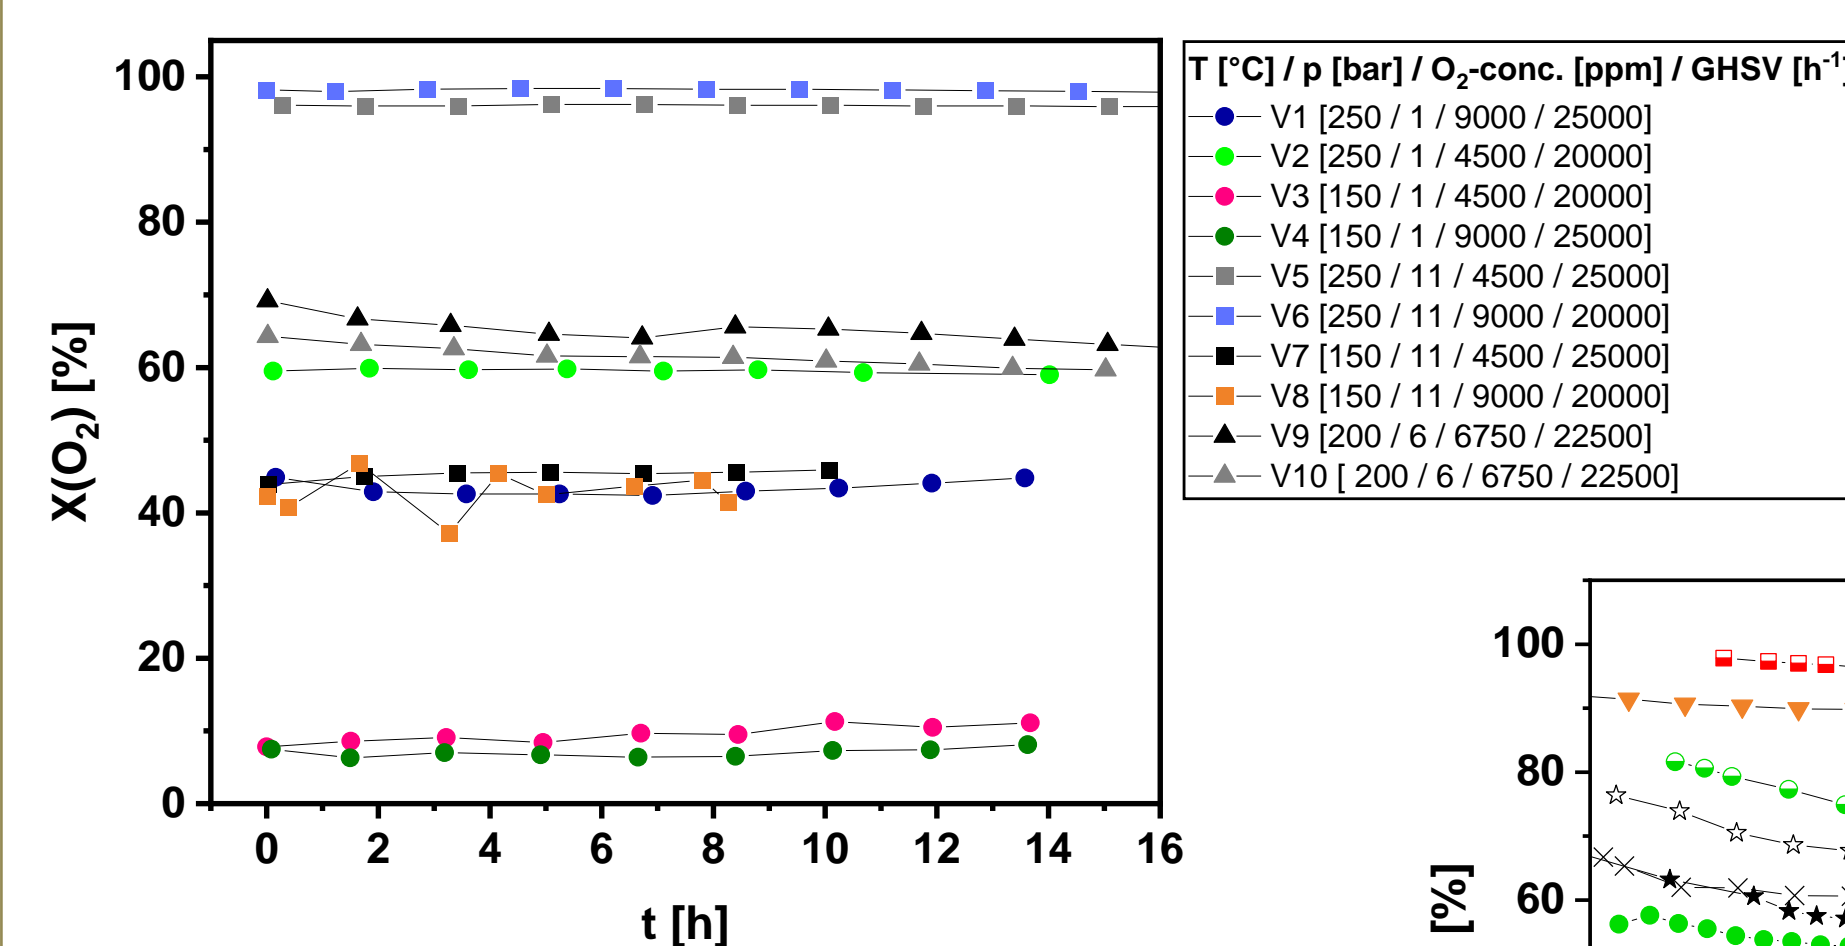 100
80
60
40
20
0
X(O2) [%]
0 2 4 6 8 10 12 14 16
t [h]
T [°C] / p [bar] / O2-conc. [ppm] / GHSV [h-1]
V1 [250 / 1 / 9000 / 25000]
V2 [250 / 1 / 4500 / 20000]
V3 [150 / 1 / 4500 / 20000]
V4 [150 / 1 / 9000 / 25000]
V5 [250 / 11 / 4500 / 25000]
V6 [250 / 11 / 9000 / 20000]
V7 [150 / 11 / 4500 / 25000]
V8 [150 / 11 / 9000 / 20000]
V9 [200 / 6 / 6750 / 22500]
V10 [ 200 / 6 / 6750 / 22500]
100
80
60
[%]